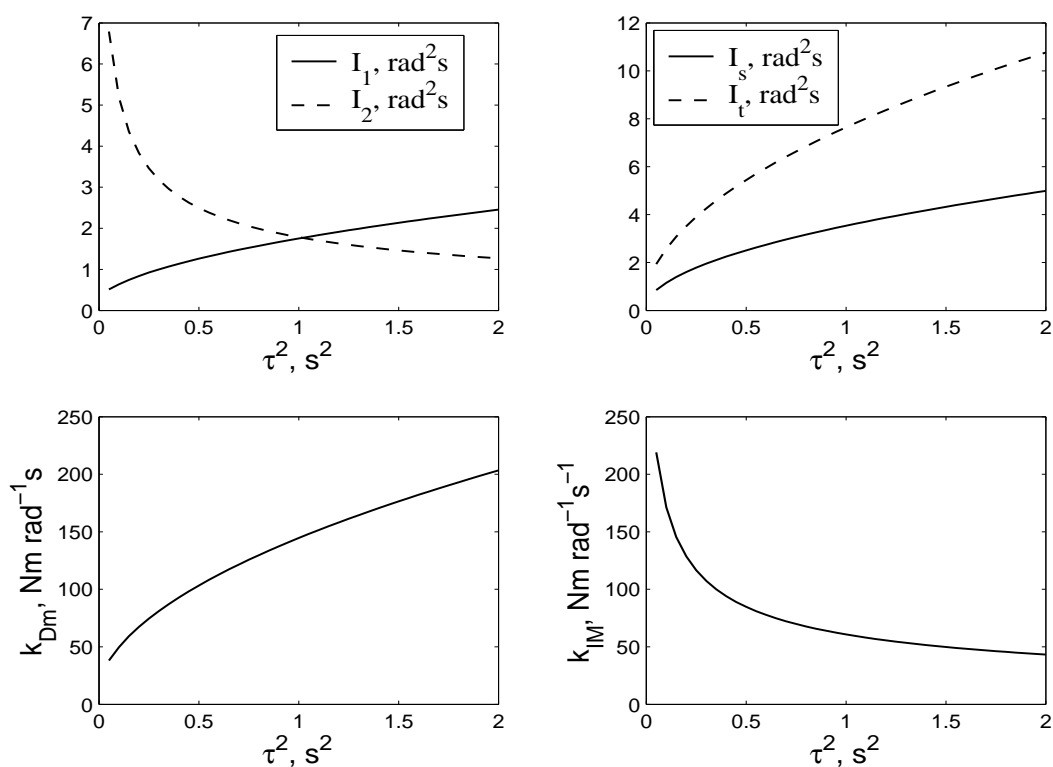 7
6
5
4
3
2
1
0
I₁, rad²s
I₂, rad²s
0 0.5 1 1.5 2
τ², s²
12
10
8
6
4
2
0
Iₛ, rad²s
Iₜ, rad²s
0 0.5 1 1.5 2
τ², s²
250
200
150
100
50
0
k_Dm, Nm rad⁻¹s
0 0.5 1 1.5 2
τ², s²
250
200
150
100
50
0
k_IM, Nm rad⁻¹s⁻¹
0 0.5 1 1.5 2
τ², s²